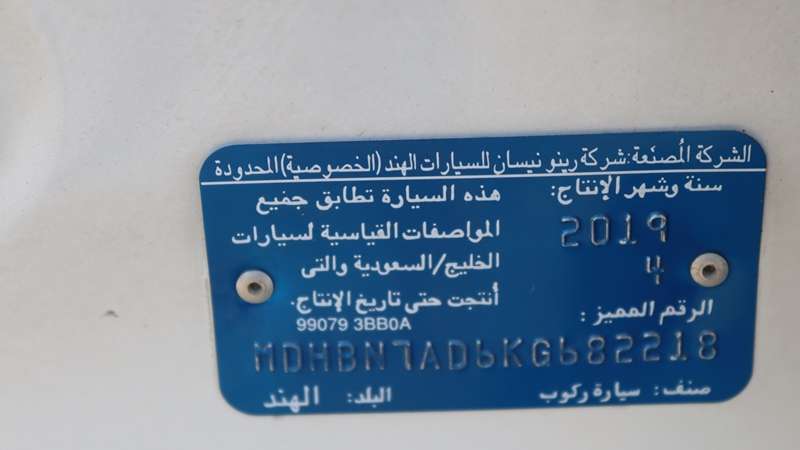 الشركة المُصنّعة: شركة رينو نيسان للسيارات الهند (الخصوصية) المحدودة
سنة وشهر الإنتاج:
2019
4
هذه السيارة تطابق جميع
المواصفات القياسية لسيارات
الخليج/السعودية والتى
أنتجت حتى تاريخ الإنتاج.
99079 3BB0A
الرقم المميز :
MDHBN7AD6KG682218
صنف: سيارة ركوب
البلد: الهند